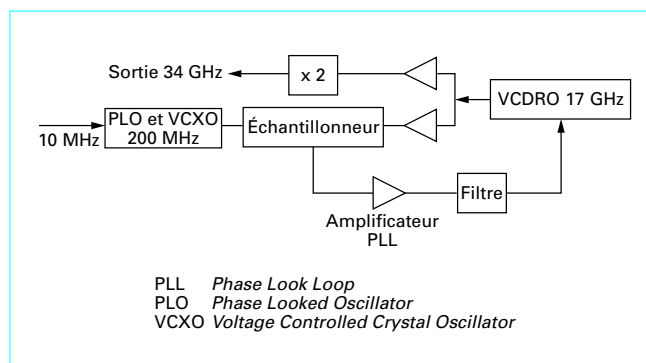 Sortie 34 GHz
x 2
VCDRO 17 GHz
10 MHz
PLO et VCXO
200 MHz
Échantillonneur
Filtre
Amplificateur
PLL
PLL Phase Look Loop
PLO Phase Looked Oscillator
VCXO Voltage Controlled Crystal Oscillator